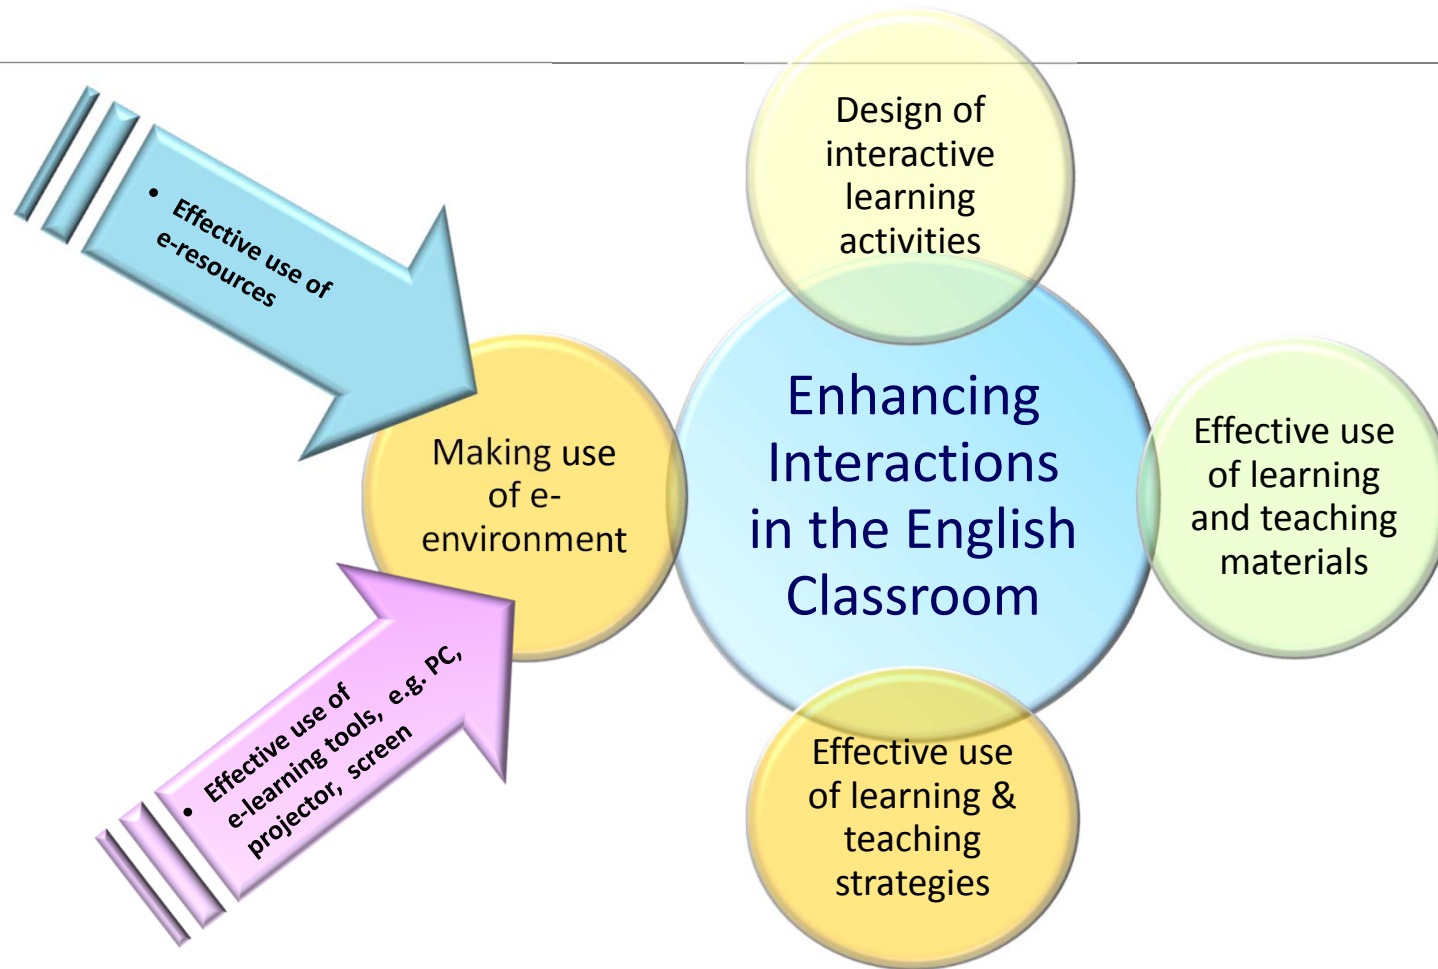 Design of
interactive
learning
activities
• Effective use of
e-resources
Enhancing
Interactions
in the English
Classroom
Making use
of e-
environment
Effective use
of learning
and teaching
materials
• Effective use of
e-learning tools, e.g. PC,
projector, screen
Effective use
of learning &
teaching
strategies